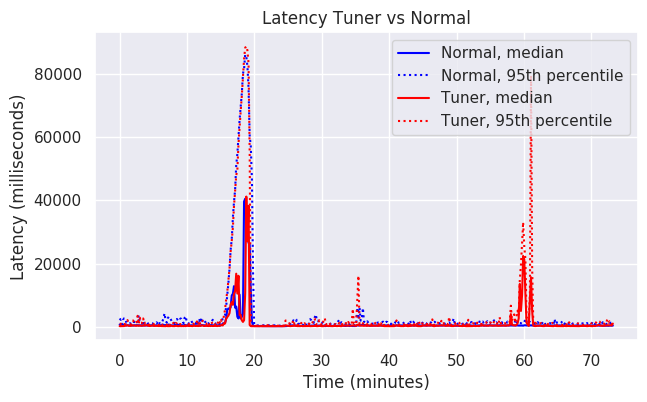 Latency Tuner vs Normal
Normal, median
Normal, 95th percentile
Tuner, median
Tuner, 95th percentile
Latency (milliseconds)
80000
60000
40000
20000
0
0 10 20 30 40 50 60 70
Time (minutes)